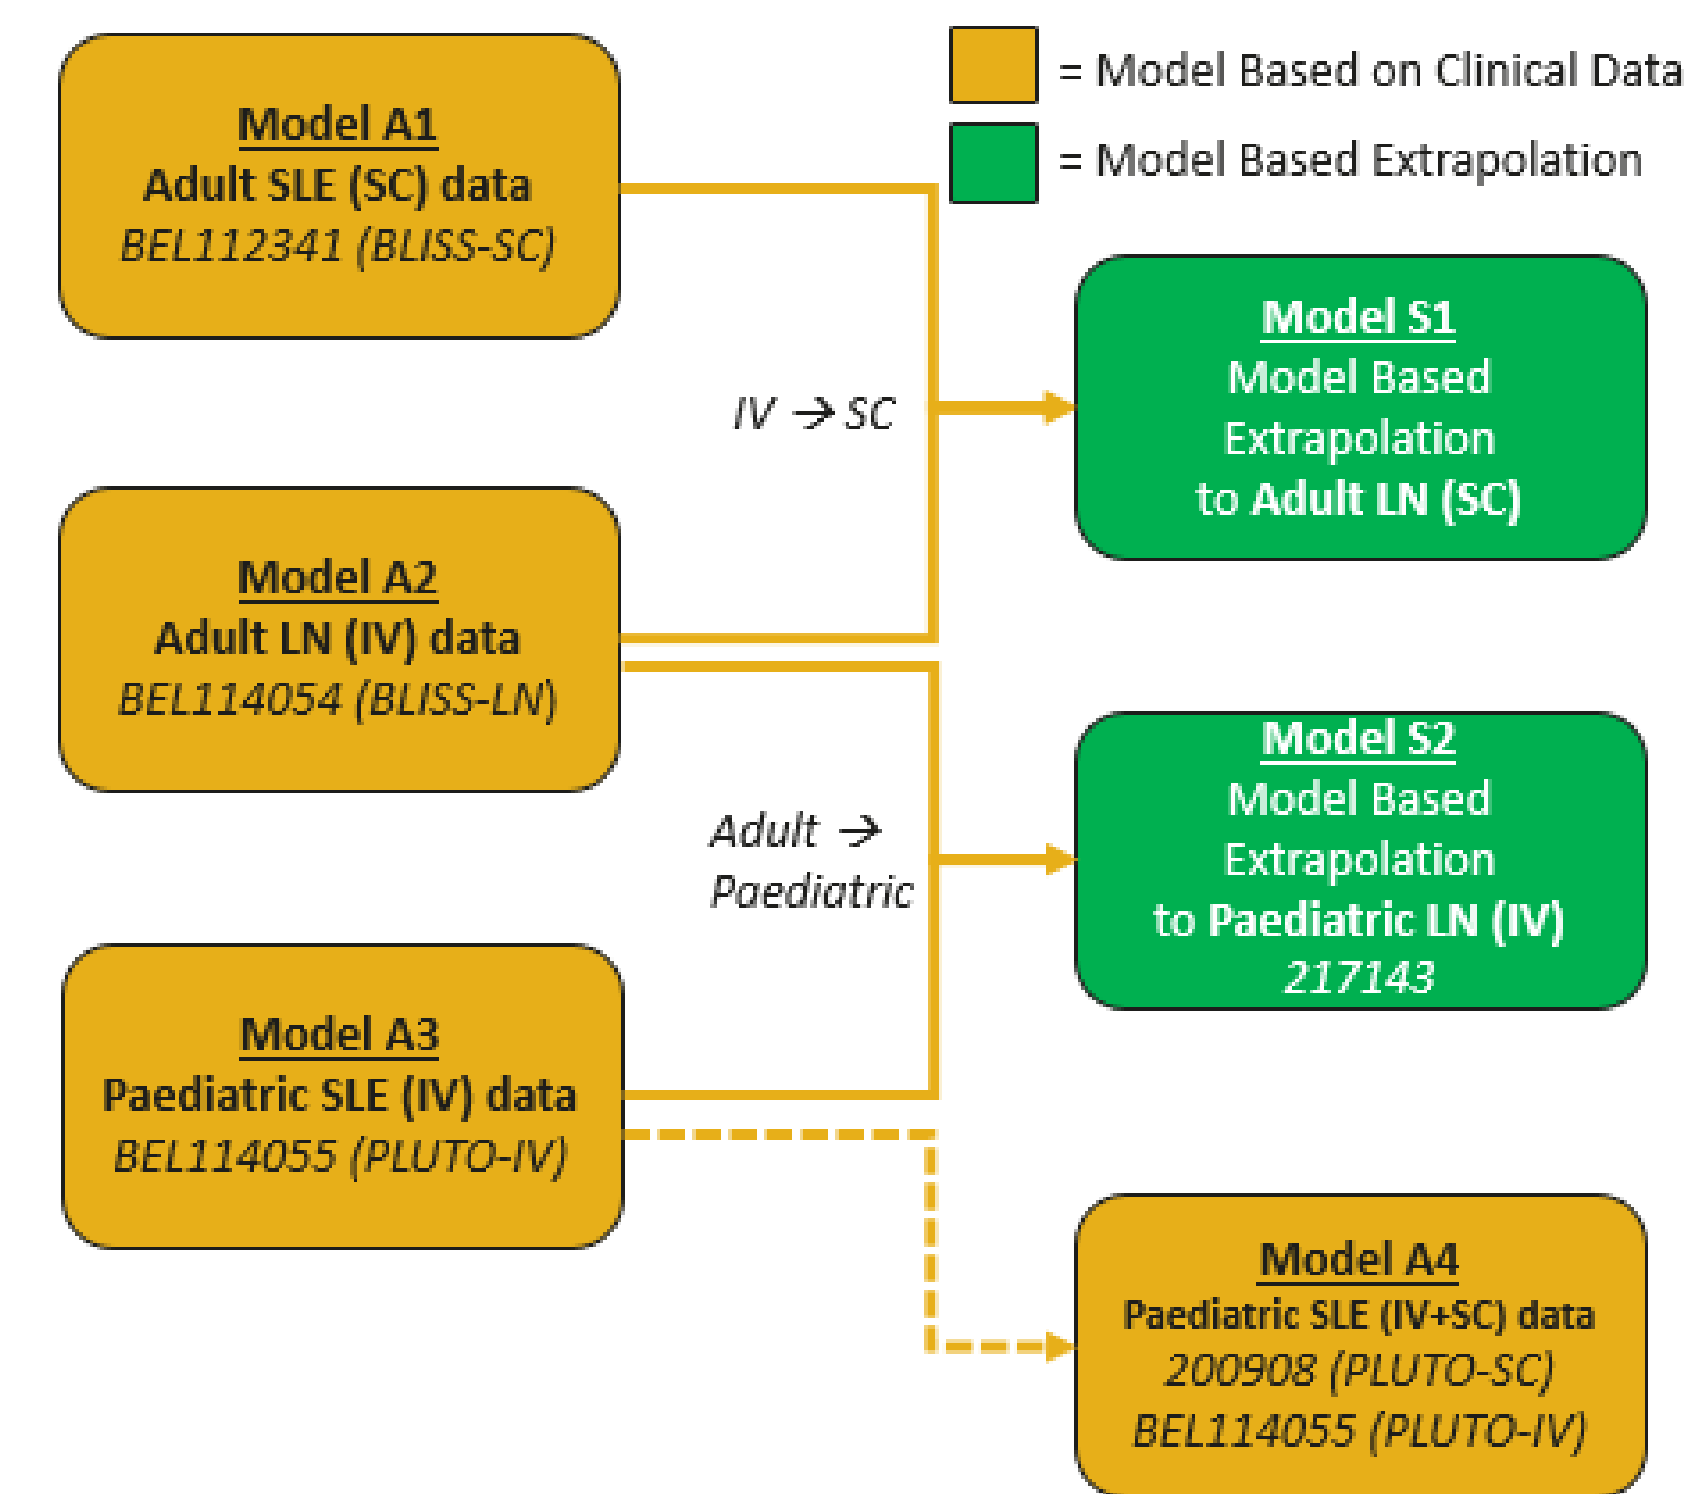 = Model Based on Clinical Data
= Model Based Extrapolation
Model A1
Adult SLE (SC) data
BEL112341 (BLISS-SC)
IV → SC
Model S1
Model Based
Extrapolation
to Adult LN (SC)
Model A2
Adult LN (IV) data
BEL114054 (BLISS-LN)
Adult →
Paediatric
Model S2
Model Based
Extrapolation
to Paediatric LN (IV)
217143
Model A3
Paediatric SLE (IV) data
BEL114055 (PLUTO-IV)
Model A4
Paediatric SLE (IV+SC) data
200908 (PLUTO-SC)
BEL114055 (PLUTO-IV)